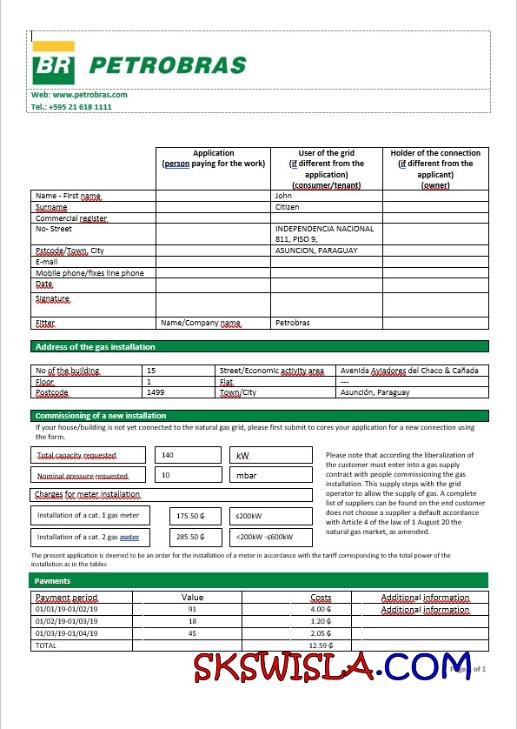 BR PETROBRAS
Web: www.petrobras.com
Tel.: +595 21 618 1111
Application
(person paying for the work)
User of the grid
(if different from the
application)
(consumer/tenant)
Holder of the connection
(if different from the
applicant)
(owner)
Name - First name
John
Surname
Citizen
Commercial register
No- Street
INDEPENDENCIA NACIONAL
811, PISO 9,
Pstcode/Town, City
ASUNCION, PARAGUAY
E-mail
Mobile phone/fixes line phone
Date
Signature
Fitter
Name/Company name
Petrobras
Address of the gas installation
No of the building 15 Street/Economic activity area Avenida Aviadores del Chaco & Cañada
Floor 1 Flat ---
Postcode 1499 Town/City Asunción, Paraguay
Commissioning of a new installation
If your house/building is not yet connected to the natural gas grid, please first submit to cores your application for a new connection using
the form.
Total capacity requested 140 kW
Nominal pressure requested 10 mbar
Charges for meter installation
Installation of a cat. 1 gas meter 175.50 ₲ ≤200kW
Installation of a cat. 2 gas meter 285.50 ₲ <200kW -≤600kW
Please note that according the liberalization of
the customer must enter into a gas supply
contract with people commissioning the gas
installation. This supply steps with the grid
operator to allow the supply of gas. A complete
list of suppliers can be found on the end customer
does not choose a supplier a default accordance
with Article 4 of the law of 1 August 20 the
natural gas market, as amended.
The present application is deemed to be an order for the installation of a meter in accordance with the tariff corresponding to the total power of the
installation as in the tables
Payments
Payment period Value Costs Additional information
01/01/19-01/02/19 91 4.00 ₲ Additional information
01/02/19-01/03/19 18 1.20 ₲
01/03/19-01/04/19 45 2.05 ₲
TOTAL 12.59 ₲
SKSWISLA.COM
of 1